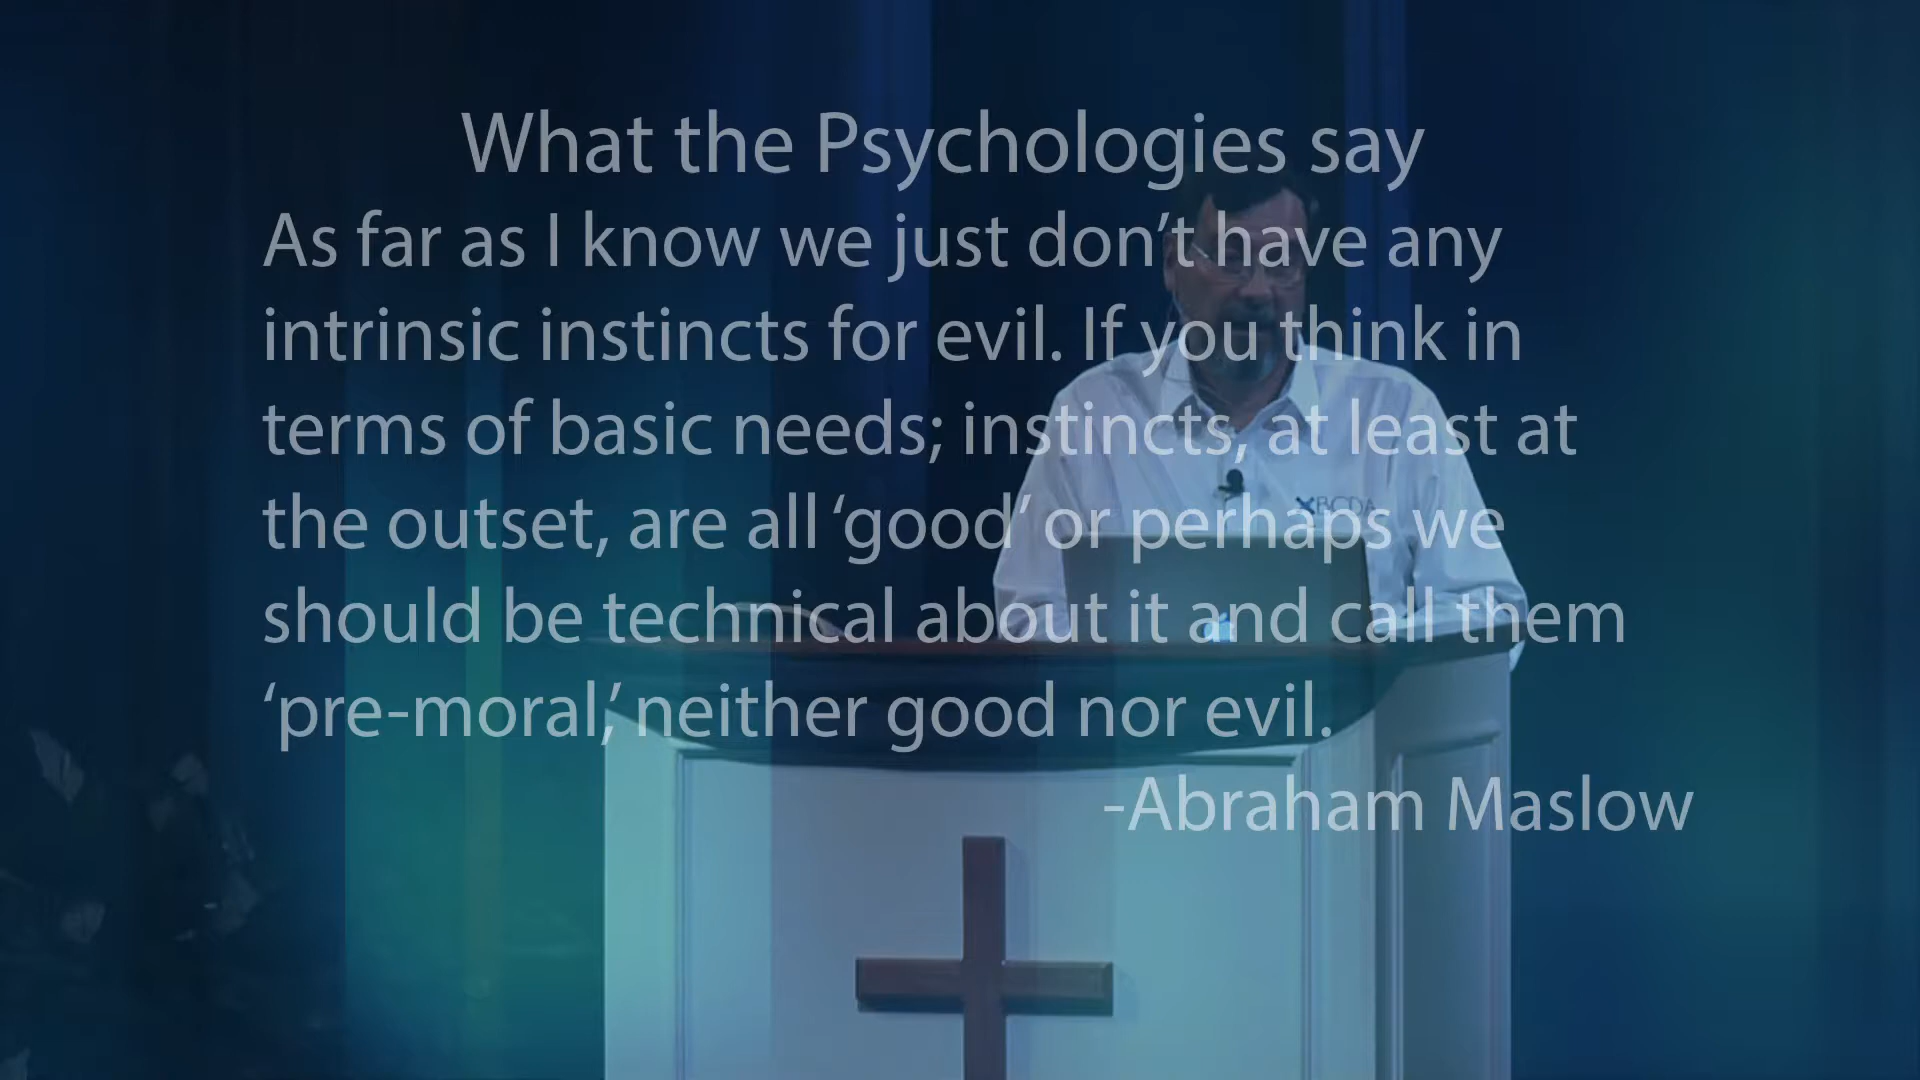 What the Psychologies say
As far as I know we just don’t have any
intrinsic instincts for evil. If you think in
terms of basic needs; instincts, at least at
the outset, are all ‘good’ or perhaps we
should be technical about it and call them
‘pre-moral,’ neither good nor evil.
-Abraham Maslow
BCDA